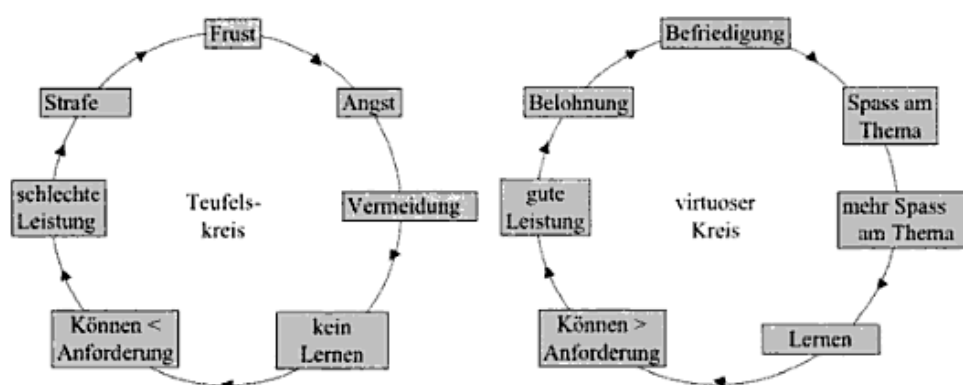 Frust
Strafe
Angst
schlechte
Leistung
Teufels-
kreis
Vermeidung
Können <
Anforderung
kein
Lernen
Befriedigung
Belohnung
Spass am
Thema
gute
Leistung
virtuoser
Kreis
mehr Spass
am Thema
Können >
Anforderung
Lernen